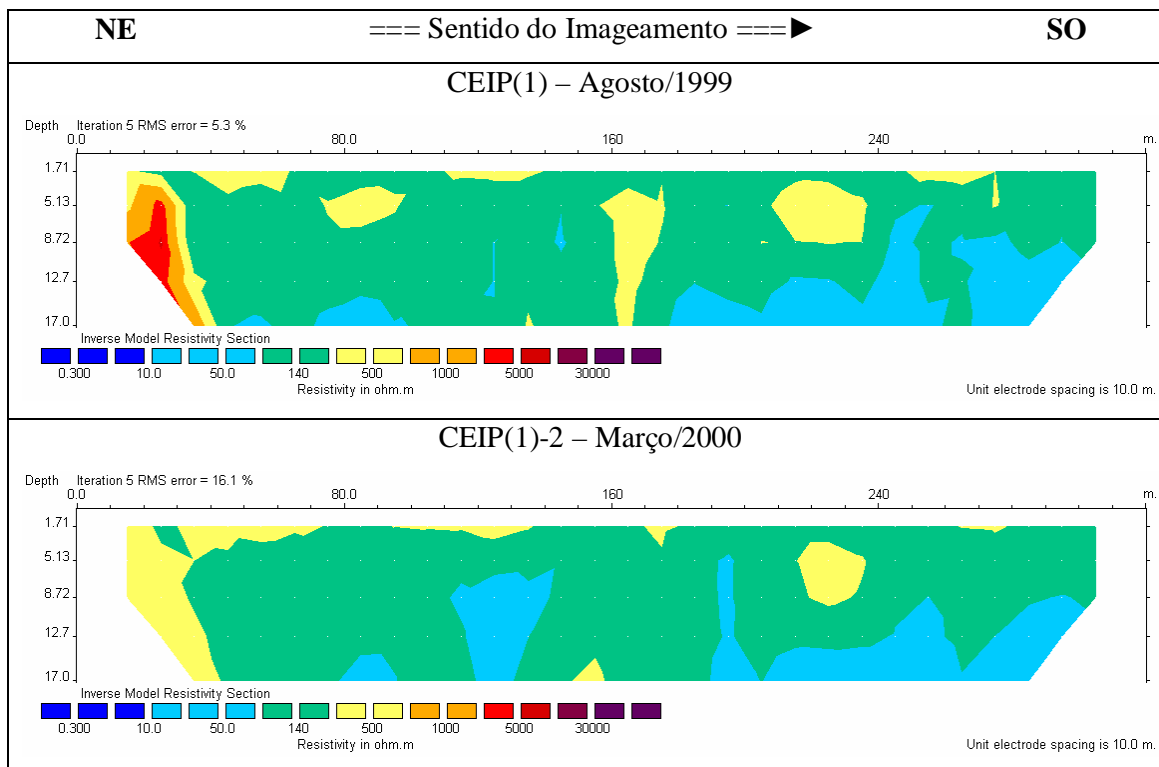 NE === Sentido do Imageamento ===► SO
CEIP(1) – Agosto/1999
Depth Iteration 5 RMS error = 5.3 %
0.0 80.0 160 240 m.
1.71
5.13
8.72
12.7
17.0
Inverse Model Resistivity Section
0.300 10.0 50.0 140 500 1000 5000 30000
Resistivity in ohm.m Unit electrode spacing is 10.0 m.
CEIP(1)-2 – Março/2000
Depth Iteration 5 RMS error = 16.1 %
0.0 80.0 160 240 m.
1.71
5.13
8.72
12.7
17.0
Inverse Model Resistivity Section
0.300 10.0 50.0 140 500 1000 5000 30000
Resistivity in ohm.m Unit electrode spacing is 10.0 m.